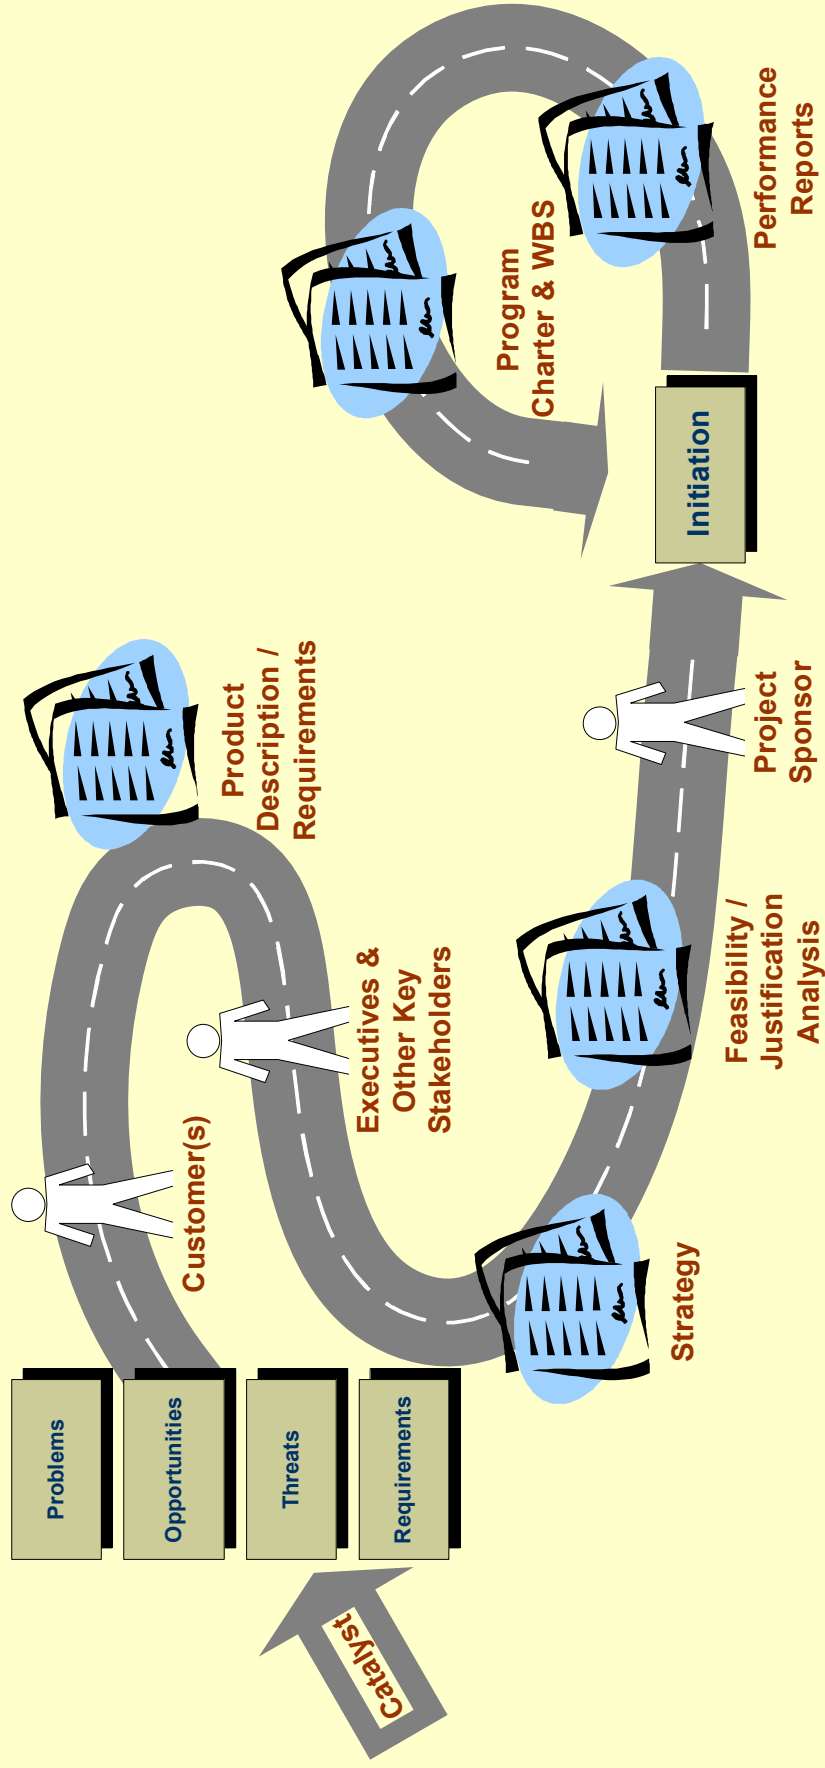 Catalyst
Problems
Opportunities
Threats
Requirements
Customer(s)
Product
Description /
Requirements
Executives &
Other Key
Stakeholders
Strategy
Feasibility /
Justification
Analysis
Project
Sponsor
Initiation
Program
Charter & WBS
Performance
Reports